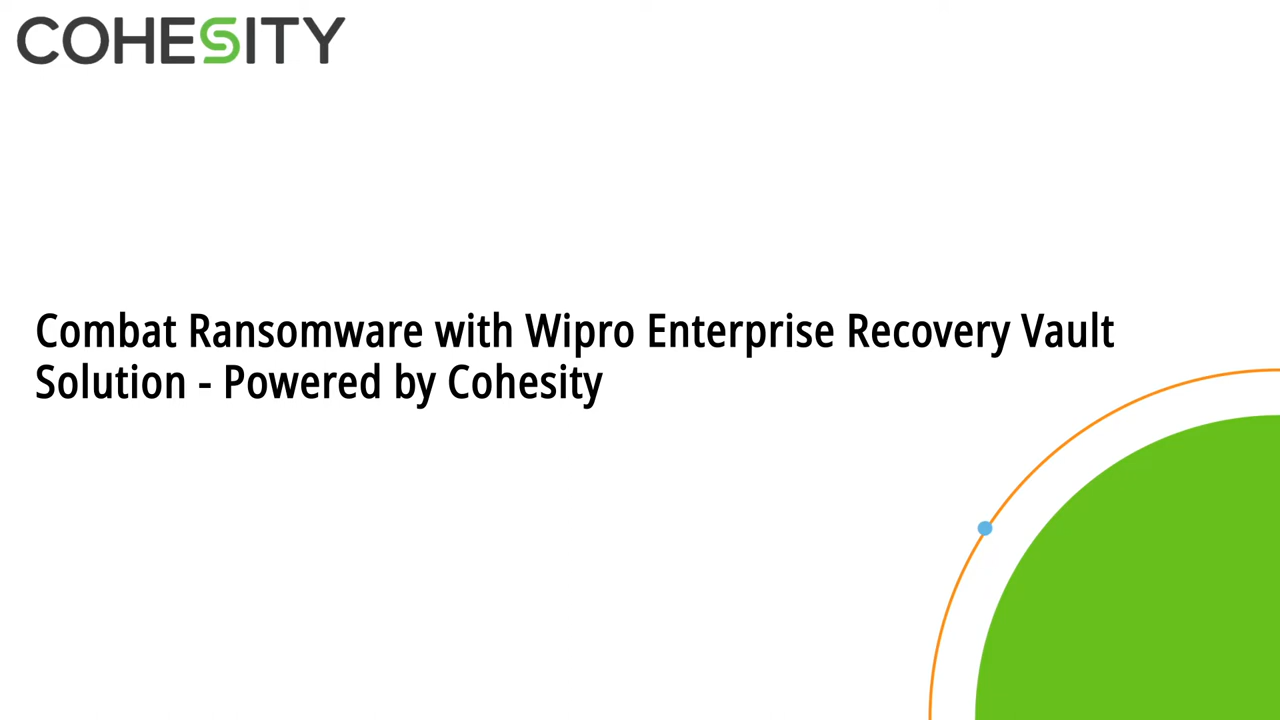 COHESITY
Combat Ransomware with Wipro Enterprise Recovery Vault
Solution - Powered by Cohesity